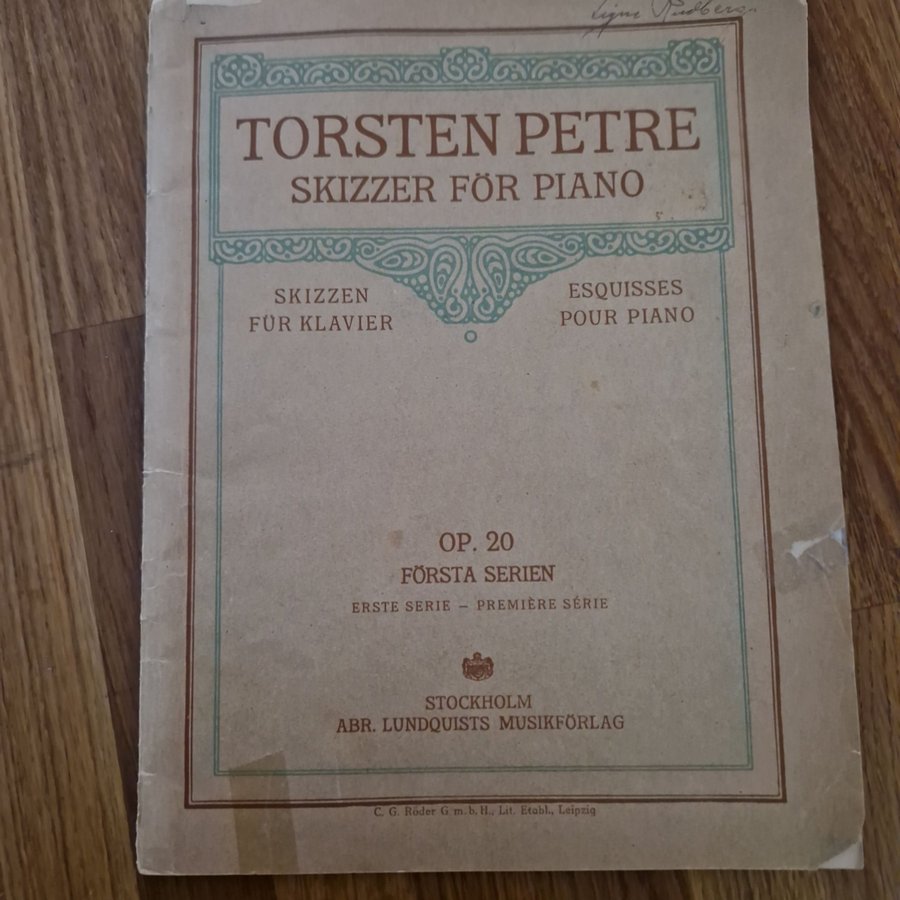 TORSTEN PETRE
SKIZZER FÖR PIANO
SKIZZEN
FÜR KLAVIER
ESQUISSES
POUR PIANO
OP. 20
FÖRSTA SERIEN
ERSTE SERIE – PREMIÈRE SÉRIE
STOCKHOLM
ABR. LUNDQUISTS MUSIKFÖRLAG
C. G. Röder G.m.b.H., Lit. Etabl., Leipzig